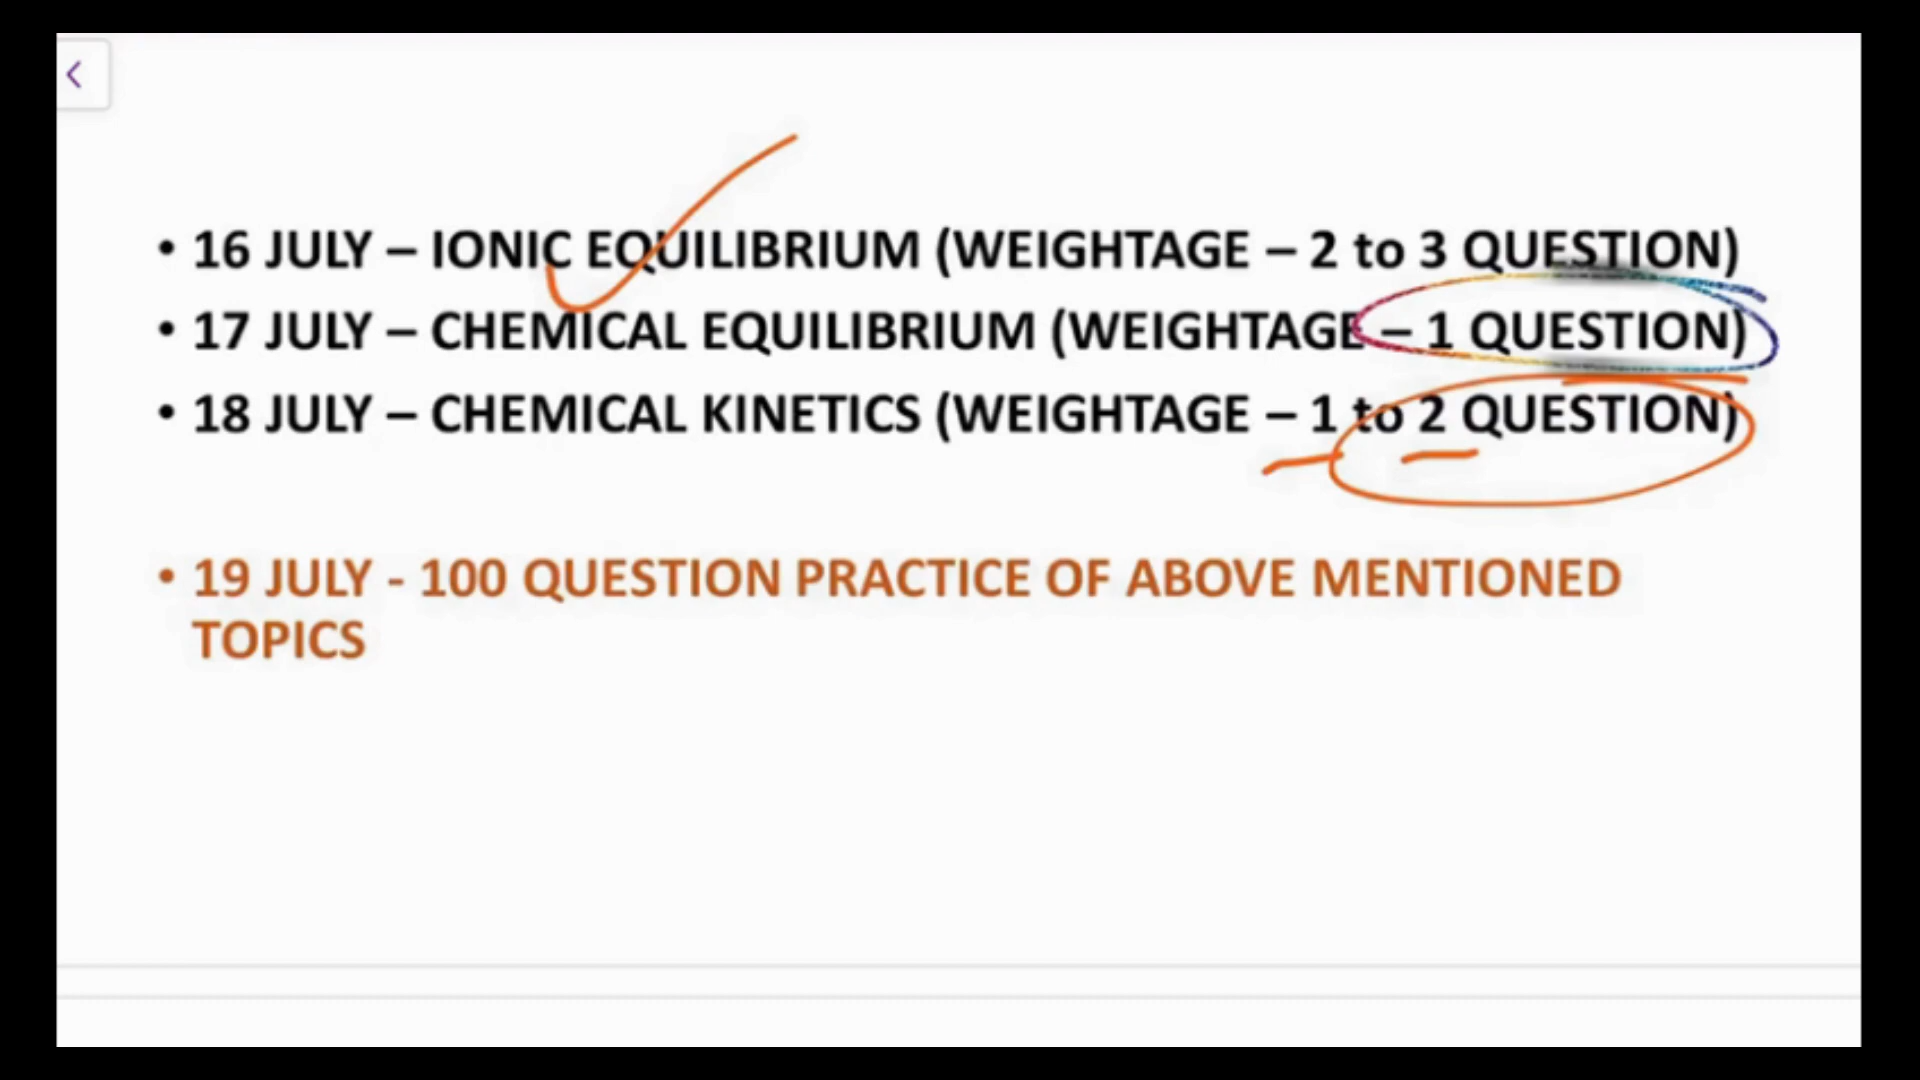 • 16 JULY – IONIC EQUILIBRIUM (WEIGHTAGE – 2 to 3 QUESTION)
• 17 JULY – CHEMICAL EQUILIBRIUM (WEIGHTAGE – 1 QUESTION)
• 18 JULY – CHEMICAL KINETICS (WEIGHTAGE – 1 to 2 QUESTION)
• 19 JULY - 100 QUESTION PRACTICE OF ABOVE MENTIONED
TOPICS